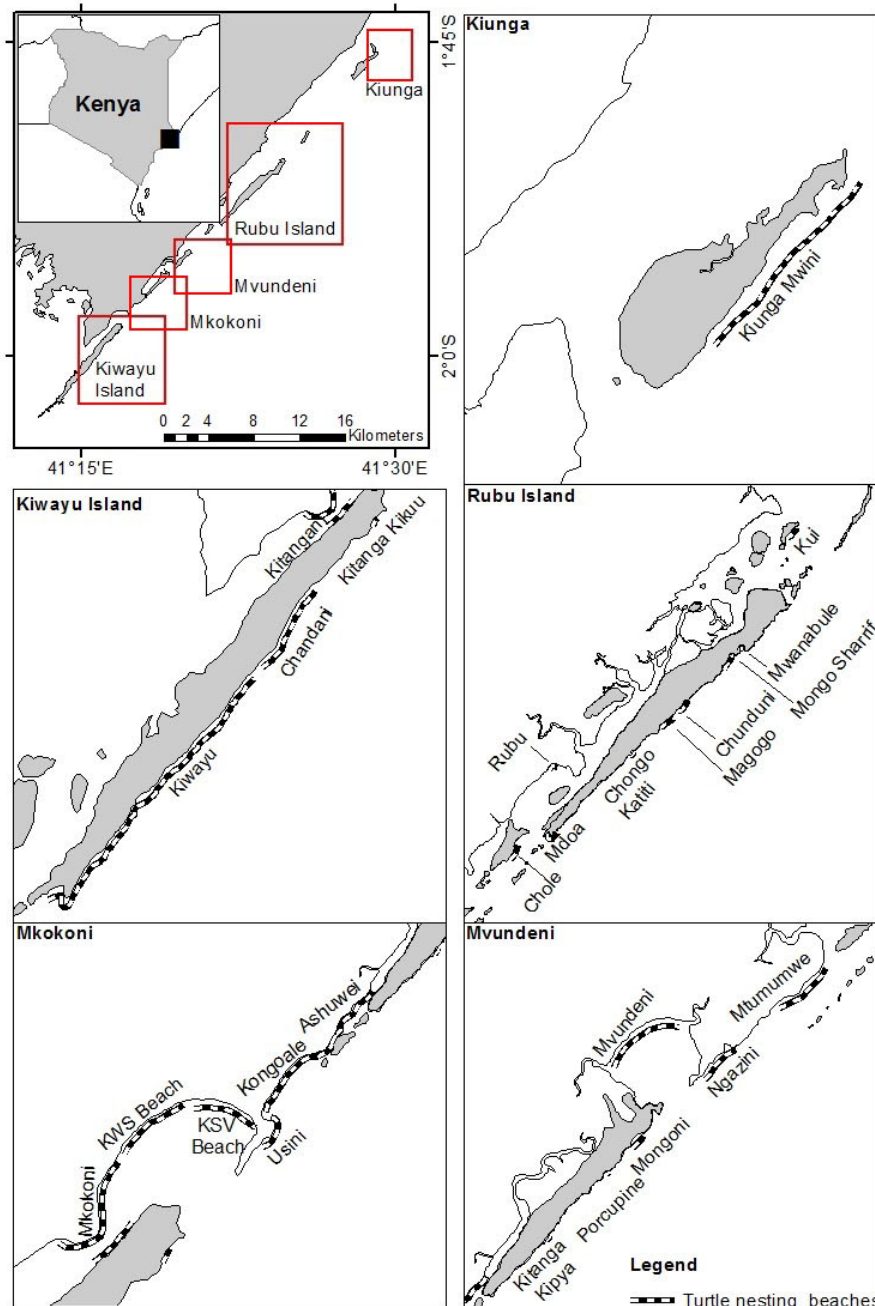 Kenya
Kiunga
Rubu Island
Mvundeni
Mkokoni
Kiwayu
Island
0 2 4 8 12 16
Kilometers
41°15'E
41°30'E
1°45'S
2°0'S
Kiunga
Kiunga Mwini
Kiwayu Island
Kitangani
Kitanga Kikuu
Chandani
Kiwayu
Rubu Island
Kui
Mwanabule
Mongo Sharrif
Chunduni
Magogo
Chongo
Katiti
Rubu
Mdoa
Chole
Mkokoni
Ashuwei
Kongoale
KWS Beach
KSV
Beach
Usini
Mkokoni
Mvundeni
Mtumumwe
Mvundeni
Ngazini
Mongoni
Porcupine
Kitanga
Kipya
Legend
Turtle nesting beaches